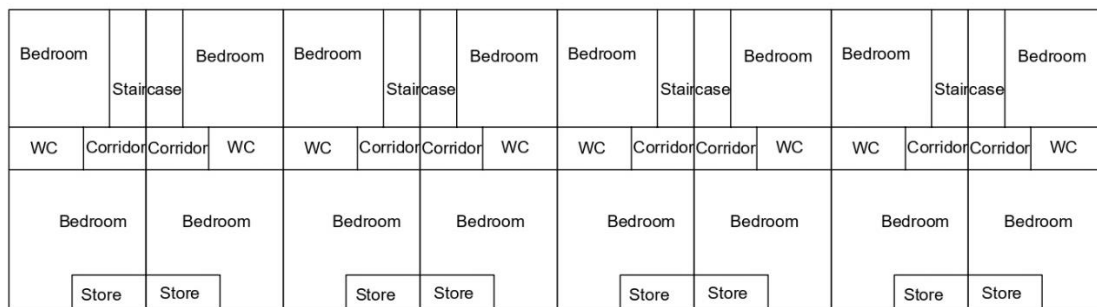 Bedroom Bedroom Bedroom Bedroom Bedroom Bedroom Bedroom Bedroom
Staircase Staircase Staircase Staircase
WC Corridor Corridor WC WC Corridor Corridor WC WC Corridor Corridor WC WC Corridor Corridor WC
Bedroom Bedroom Bedroom Bedroom Bedroom Bedroom Bedroom Bedroom
Store Store Store Store Store Store Store Store